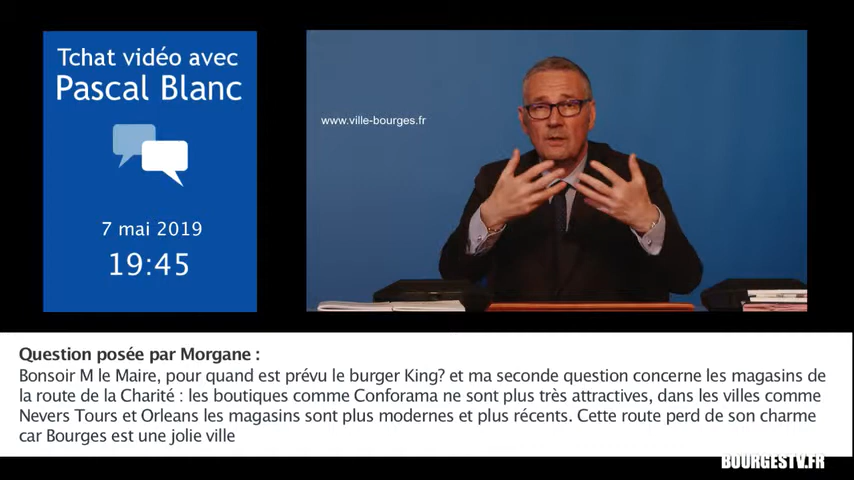 Tchat vidéo avec
Pascal Blanc
7 mai 2019
19:45
www.ville-bourges.fr
Question posée par Morgane :
Bonsoir M le Maire, pour quand est prévu le burger King? et ma seconde question concerne les magasins de
la route de la Charité : les boutiques comme Conforama ne sont plus très attractives, dans les villes comme
Nevers Tours et Orleans les magasins sont plus modernes et plus récents. Cette route perd de son charme
car Bourges est une jolie ville
BOURGESTV.FR